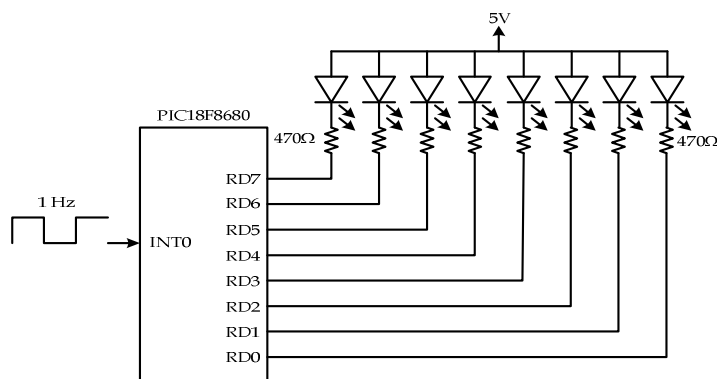 5V
PIC18F8680
470Ω
470Ω
RD7
1 Hz
RD6
RD5
INT0
RD4
RD3
RD2
RD1
RD0